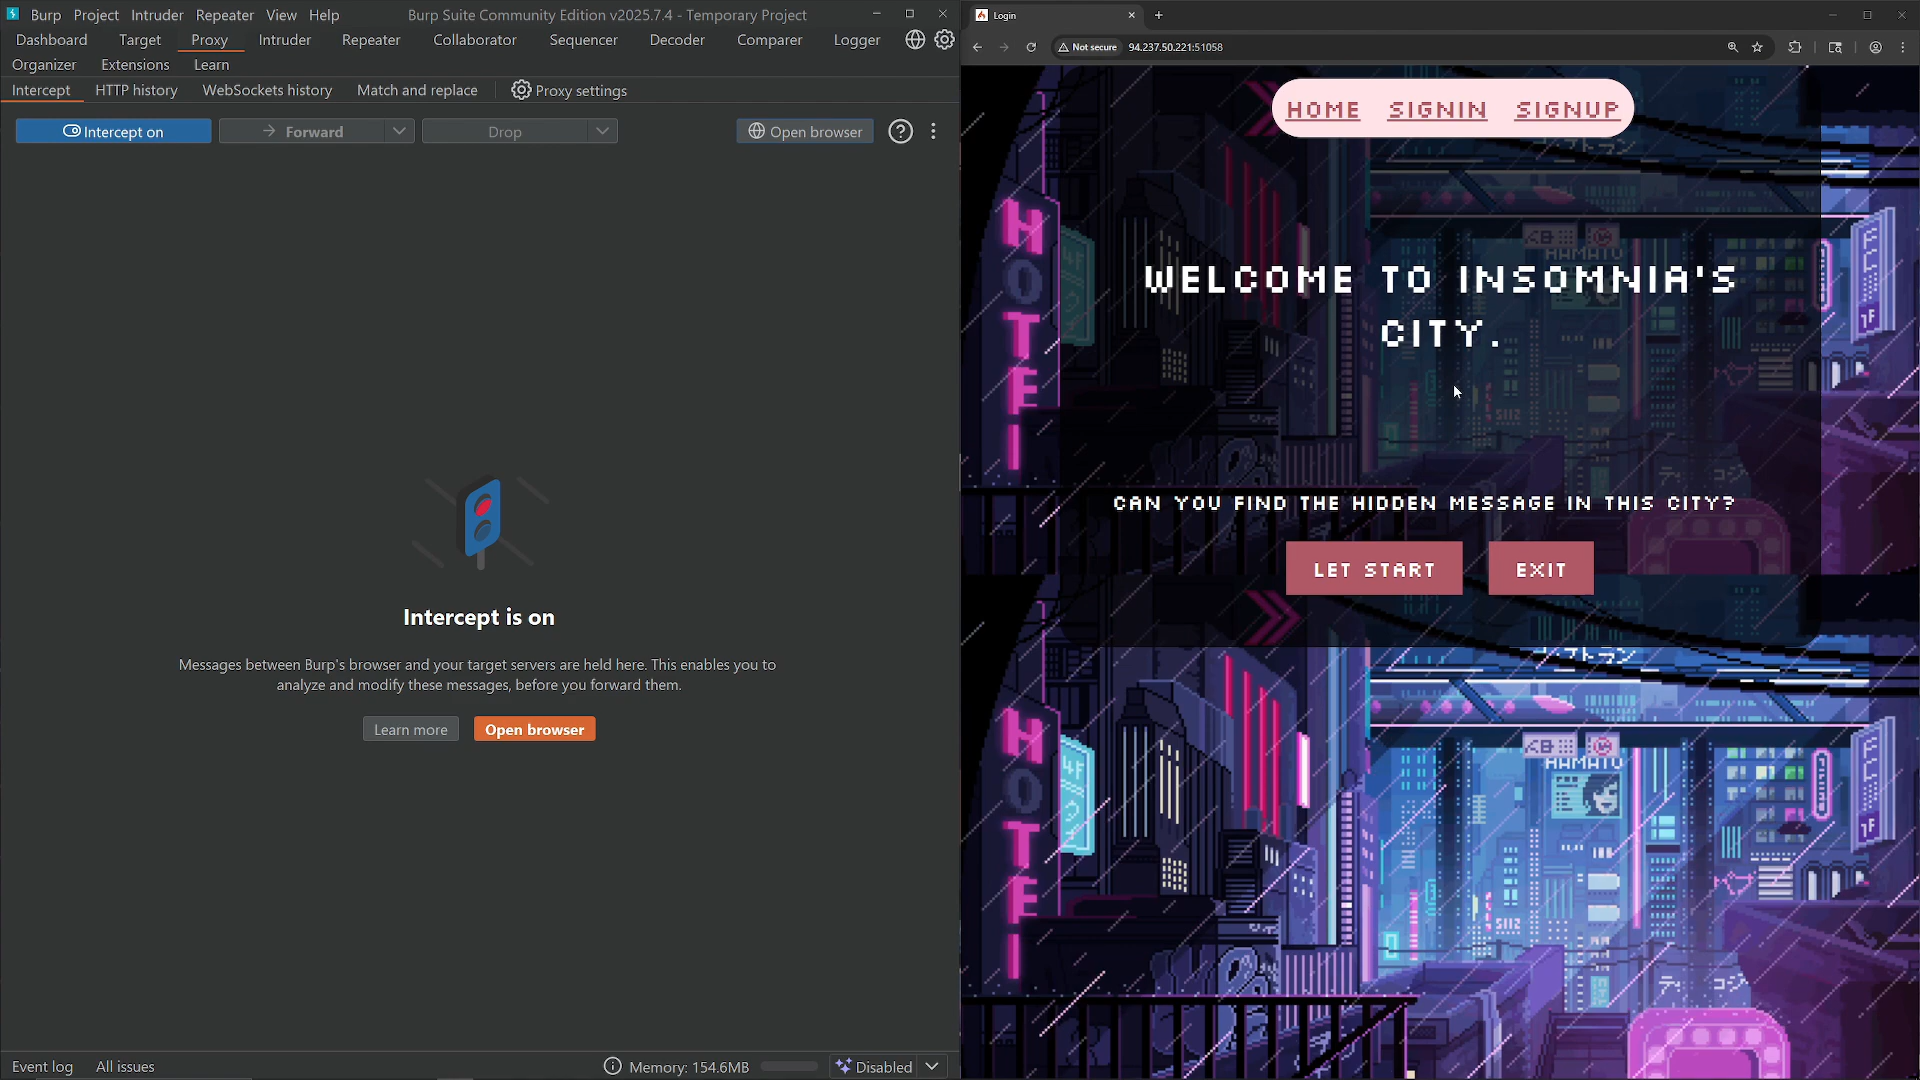 Burp Project Intruder Repeater View Help
Burp Suite Community Edition v2025.7.4 - Temporary Project
Dashboard Target Proxy Intruder Repeater Collaborator Sequencer Decoder Comparer Logger
Organizer Extensions Learn
Intercept HTTP history WebSockets history Match and replace Proxy settings
Intercept on Forward Drop Open browser
Intercept is on
Messages between Burp's browser and your target servers are held here. This enables you to
analyze and modify these messages, before you forward them.
Learn more Open browser
Event log All issues Memory: 154.6MB Disabled
Login
Not secure 94.237.50.221:51058
HOME SIGNIN SIGNUP
WELCOME TO INSOMNIA'S
CITY.
CAN YOU FIND THE HIDDEN MESSAGE IN THIS CITY?
LET START EXIT
HOTEL
HOTEL
MAMATO